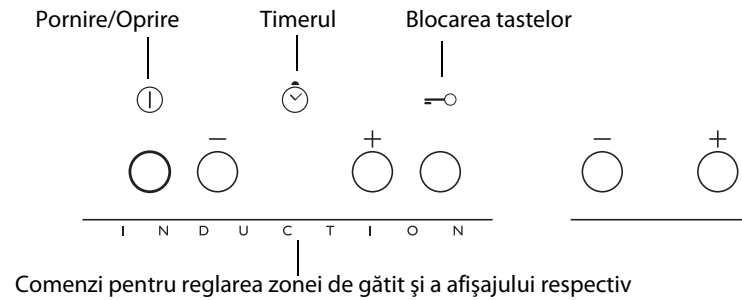 Pornire/Oprire Timerul Blocarea tastelor
− + − +
I N D U C T I O N
Comenzi pentru reglarea zonei de gătit şi a afişajului respectiv